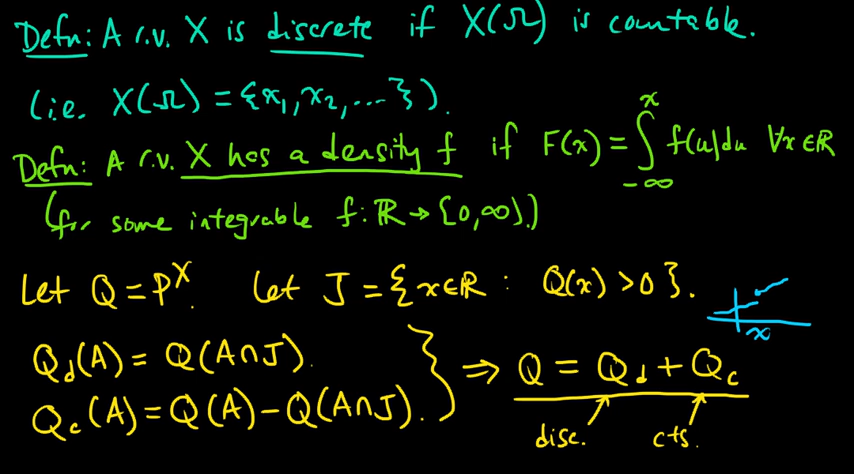 Defn: A r.v. X is discrete if X(Ω) is countable.
(i.e. X(Ω) = {x₁, x₂, ...}).
Defn: A r.v. X has a density f if F(x) = ∫_{-∞}^{x} f(u)du ∀x∈ℝ
(for some integrable f: ℝ → [0,∞).)
Let Q = P^X. Let J = {x∈ℝ : Q(x) > 0}.
x
Q_d(A) = Q(A∩J).
Q_c(A) = Q(A) - Q(A∩J). } ⇒ Q = Q_d + Q_c
disc. cts.